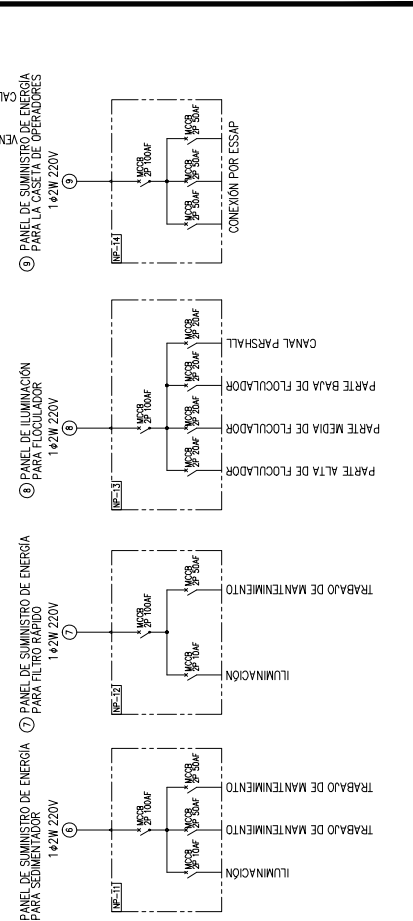 PANEL DE SUMINISTRO DE ENERGÍA
PARA SEDIMENTADOR
1φ2W 220V
6
NP-11
MCCB
2P 100AF
MCCB
2P 10AF
MCCB
2P 50AF
MCCB
2P 50AF
ILUMINACIÓN
TRABAJO DE MANTENIMIENTO
TRABAJO DE MANTENIMIENTO
7 PANEL DE SUMINISTRO DE ENERGÍA
PARA FILTRO RÁPIDO
1φ2W 220V
7
NP-12
MCCB
2P 100AF
MCCB
2P 10AF
MCCB
2P 50AF
ILUMINACIÓN
TRABAJO DE MANTENIMIENTO
8 PANEL DE ILUMINACIÓN
PARA FLOCULADOR
1φ2W 220V
8
NP-13
MCCB
2P 100AF
MCCB
2P 20AF
MCCB
2P 20AF
MCCB
2P 20AF
MCCB
2P 20AF
PARTE ALTA DE FLOCULADOR
PARTE MEDIA DE FLOCULADOR
PARTE BAJA DE FLOCULADOR
CANAL PARSHALL
9 PANEL DE SUMINISTRO DE ENERGÍA
PARA LA CASETA DE OPERADORES
1φ2W 220V
9
NP-14
MCCB
2P 100AF
MCCB
2P 50AF
MCCB
2P 50AF
MCCB
2P 50AF
CONEXIÓN POR ESSAP
CAL
VEN